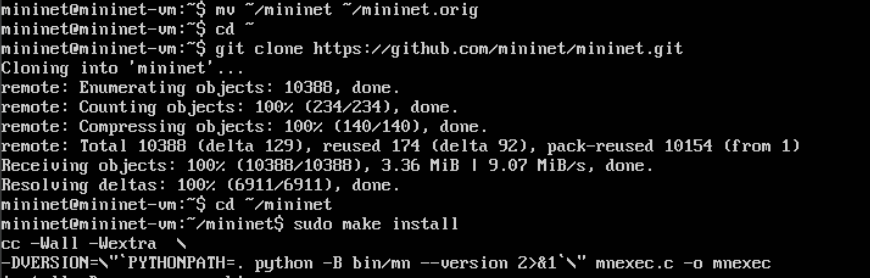 mininet@mininet-vm:~$ mv ~/mininet ~/mininet.orig
mininet@mininet-vm:~$ cd ~
mininet@mininet-vm:~$ git clone https://github.com/mininet/mininet.git
Cloning into 'mininet'...
remote: Enumerating objects: 10388, done.
remote: Counting objects: 100% (234/234), done.
remote: Compressing objects: 100% (140/140), done.
remote: Total 10388 (delta 129), reused 174 (delta 92), pack-reused 10154 (from 1)
Receiving objects: 100% (10388/10388), 3.36 MiB | 9.07 MiB/s, done.
Resolving deltas: 100% (6911/6911), done.
mininet@mininet-vm:~$ cd ~/mininet
mininet@mininet-vm:~/mininet$ sudo make install
cc -Wall -Wextra  \
-DVERSION=\"`PYTHONPATH=. python -B bin/mn --version 2>&1`\" mnexec.c -o mnexec